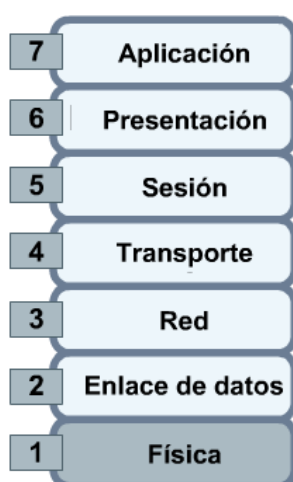 7 Aplicación
6 Presentación
5 Sesión
4 Transporte
3 Red
2 Enlace de datos
1 Física